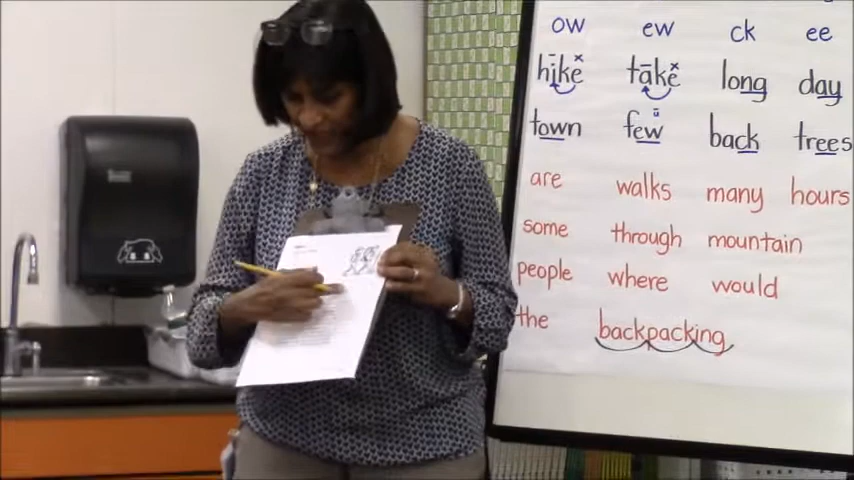 ow ew ck ee
hike take long day
town few back trees
are walks many hours
some through mountain
people where would
the backpacking